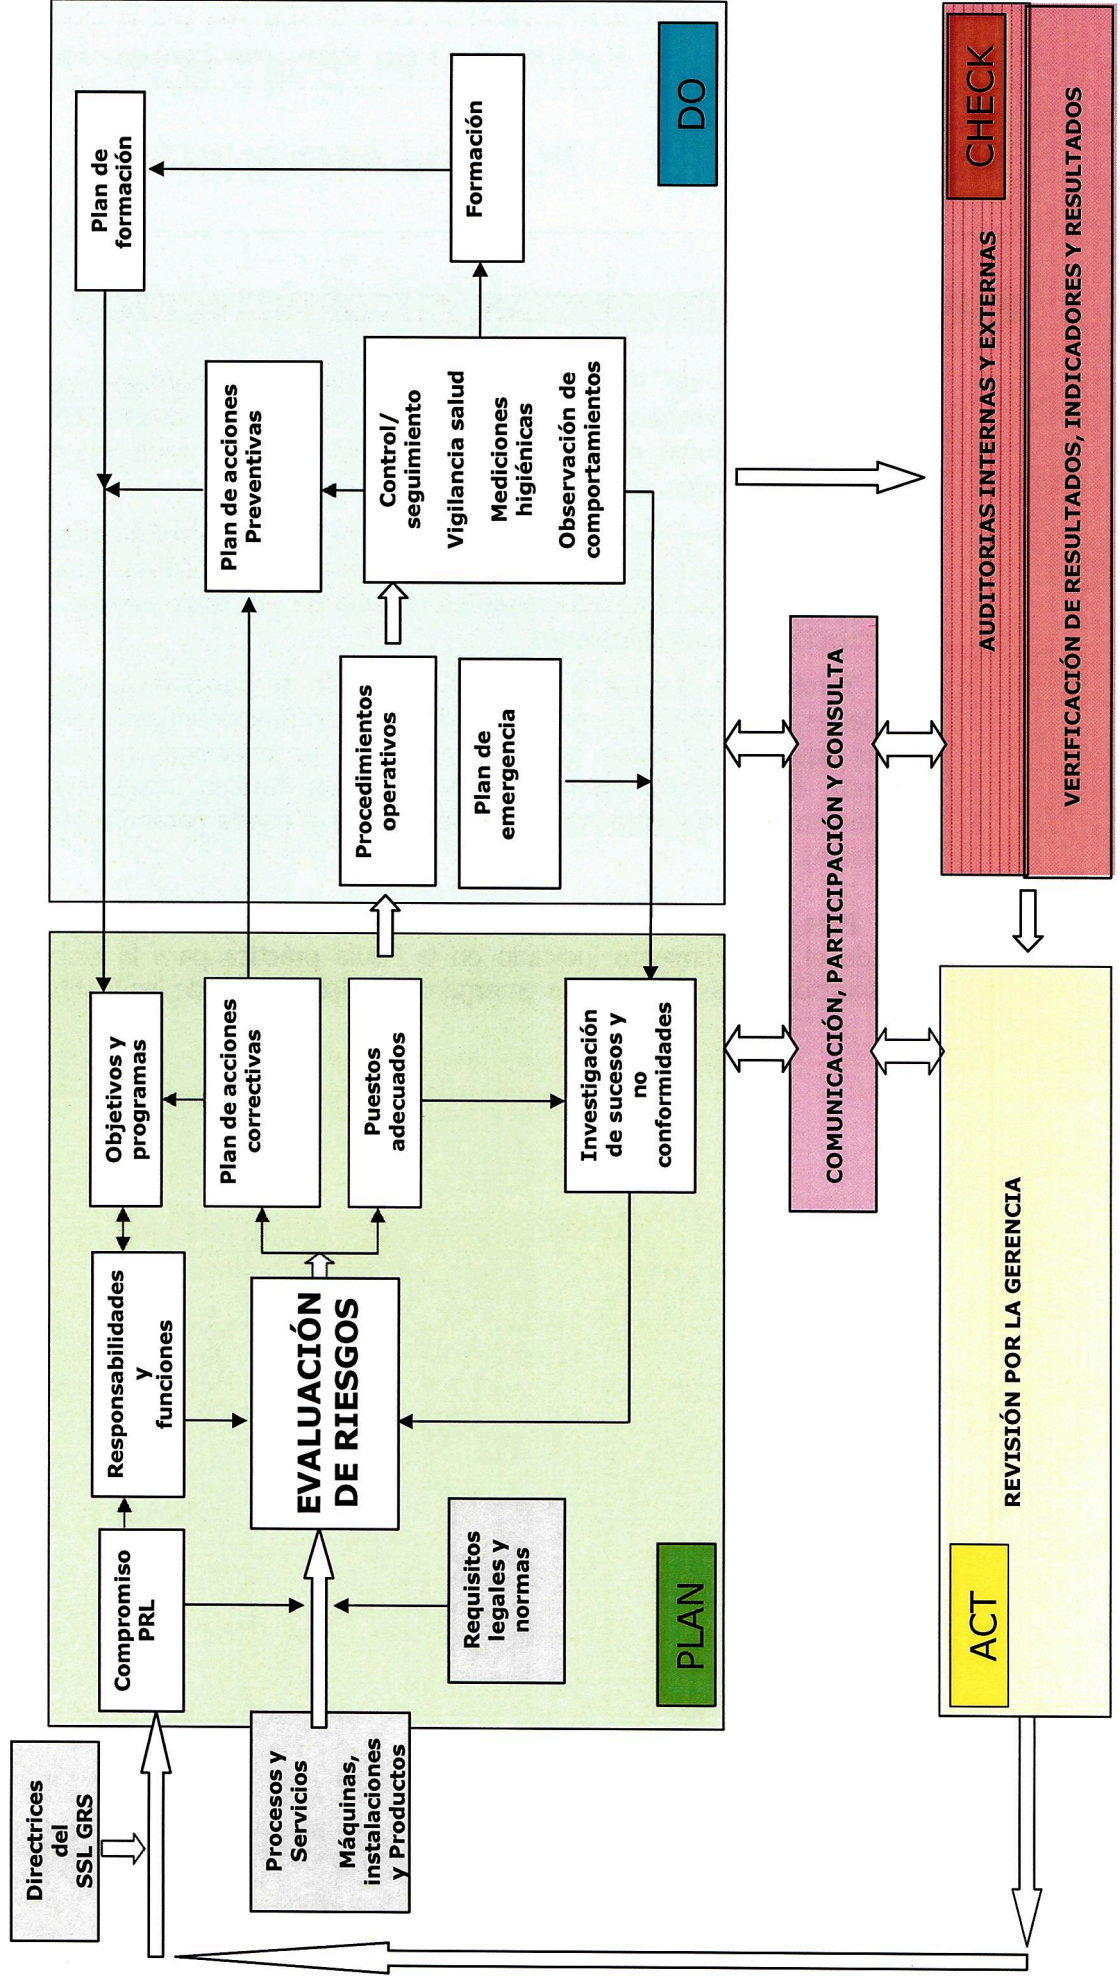 Directrices
del
SSL GRS
Compromiso
PRL
Responsabilidades
y
funciones
Objetivos y
programas
Plan de
formación
Procesos y
Servicios
Máquinas,
instalaciones
y Productos
EVALUACIÓN
DE RIESGOS
Plan de acciones
correctivas
Plan de acciones
Preventivas
Puestos
adecuados
Procedimientos
operativos
Control/
seguimiento
Vigilancia salud
Mediciones
higiénicas
Observación de
comportamientos
Formación
Requisitos
legales y
normas
Plan de
emergencia
Investigación
de sucesos y
no
conformidades
PLAN
DO
COMUNICACIÓN, PARTICIPACIÓN Y CONSULTA
ACT
REVISIÓN POR LA GERENCIA
CHECK
AUDITORIAS INTERNAS Y EXTERNAS
VERIFICACIÓN DE RESULTADOS, INDICADORES Y RESULTADOS